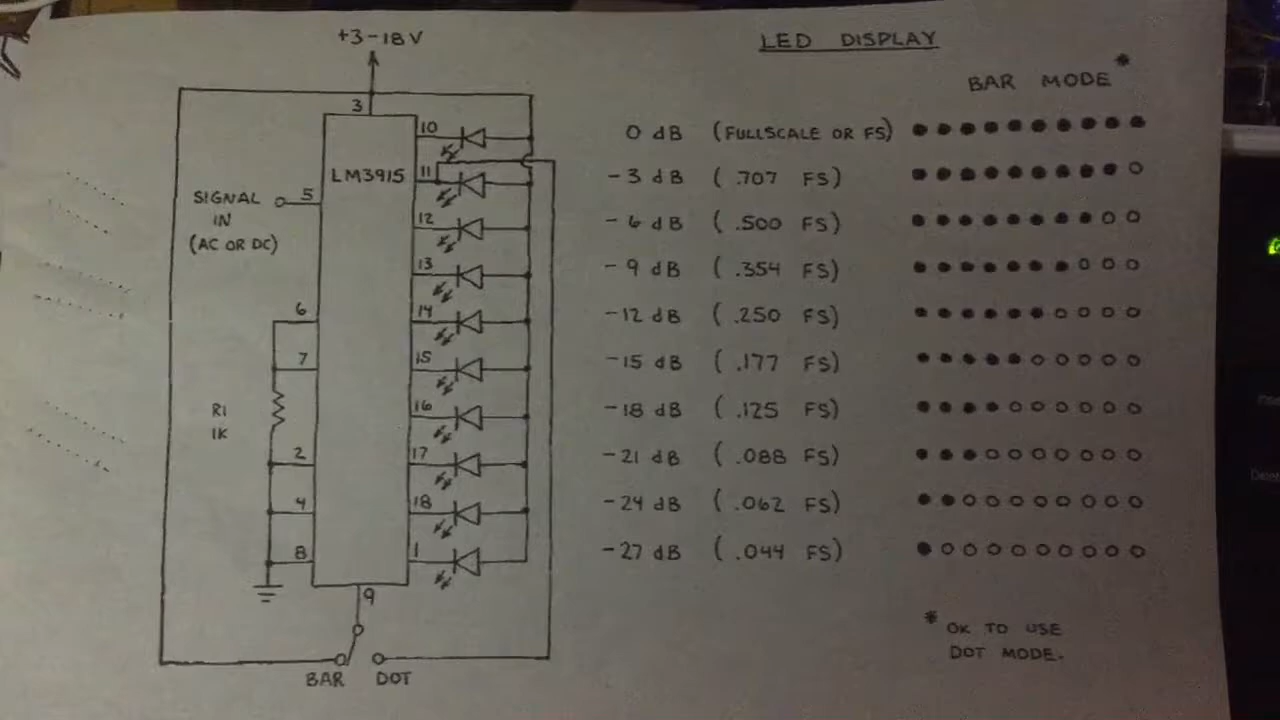 +3-18V
LED DISPLAY
BAR MODE*
3
10
LM3915
11
SIGNAL
IN
(AC OR DC)
5
12
13
6
14
7
15
R1
1K
16
2
17
4
18
8
1
9
BAR DOT
0 dB (FULLSCALE OR FS)
-3 dB (.707 FS)
-6 dB (.500 FS)
-9 dB (.354 FS)
-12 dB (.250 FS)
-15 dB (.177 FS)
-18 dB (.125 FS)
-21 dB (.088 FS)
-24 dB (.062 FS)
-27 dB (.044 FS)
* OK TO USE
DOT MODE.